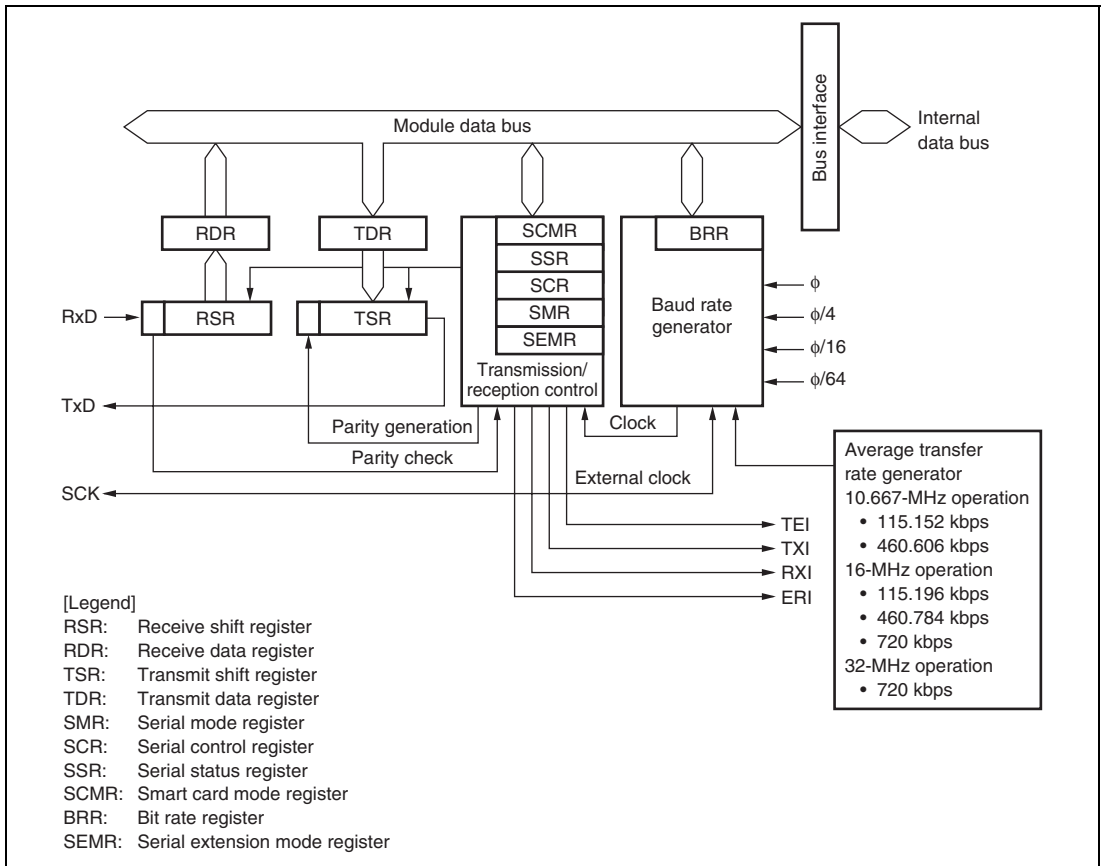 Module data bus
Bus interface
Internal
data bus
RDR
TDR
SCMR
SSR
SCR
SMR
SEMR
Transmission/
reception control
BRR
Baud rate
generator
φ
φ/4
φ/16
φ/64
RxD
RSR
TSR
TxD
Parity generation
Parity check
Clock
External clock
SCK
TEI
TXI
RXI
ERI
Average transfer
rate generator
10.667-MHz operation
• 115.152 kbps
• 460.606 kbps
16-MHz operation
• 115.196 kbps
• 460.784 kbps
• 720 kbps
32-MHz operation
• 720 kbps
[Legend]
RSR: Receive shift register
RDR: Receive data register
TSR: Transmit shift register
TDR: Transmit data register
SMR: Serial mode register
SCR: Serial control register
SSR: Serial status register
SCMR: Smart card mode register
BRR: Bit rate register
SEMR: Serial extension mode register